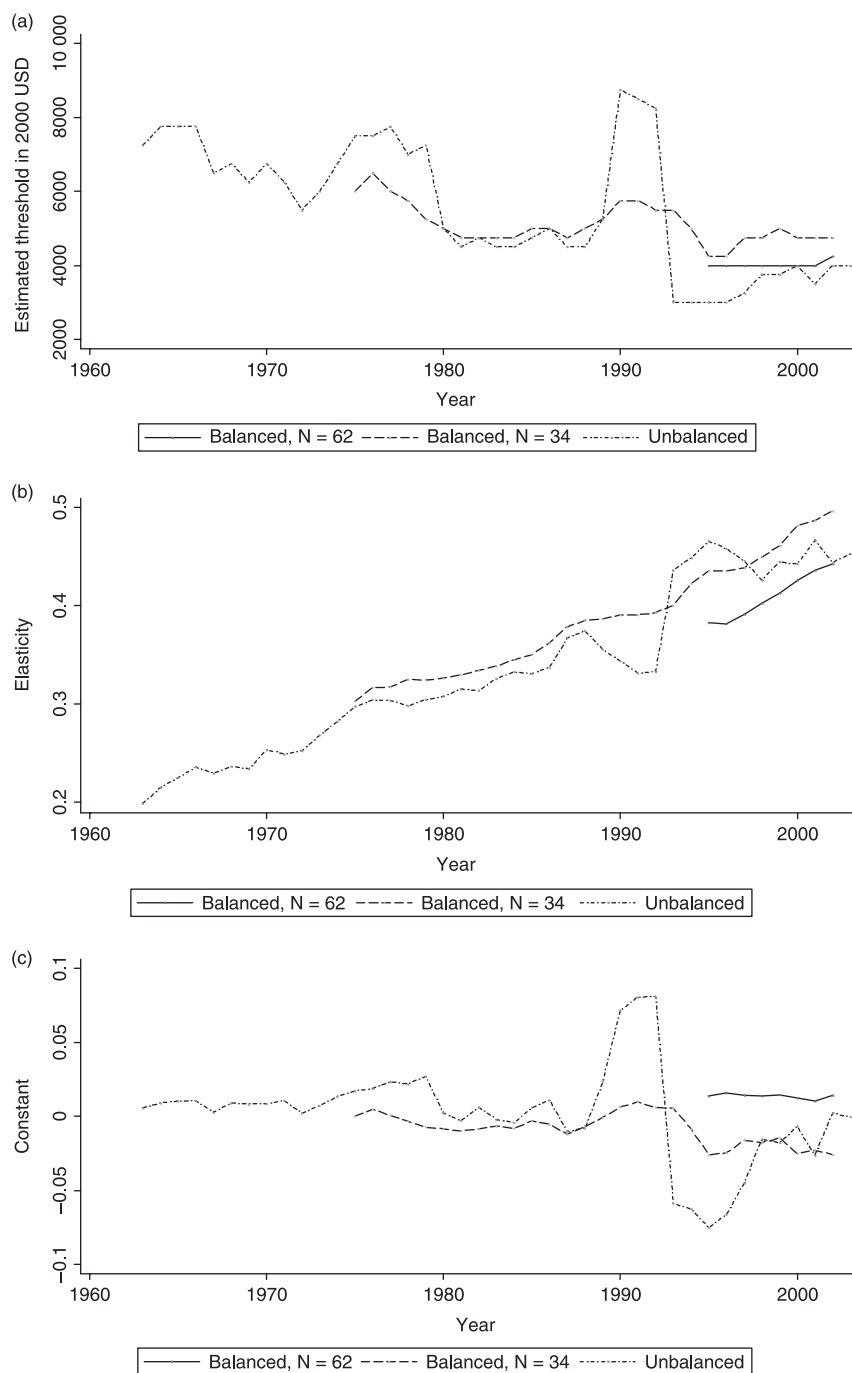 (a)
Estimated threshold in 2000 USD
10 000
8000
6000
4000
2000
1960 1970 1980 1990 2000
Year
Balanced, N = 62 Balanced, N = 34 Unbalanced
(b)
Elasticity
0.5
0.4
0.3
0.2
1960 1970 1980 1990 2000
Year
Balanced, N = 62 Balanced, N = 34 Unbalanced
(c)
Constant
0.1
0.05
0
−0.05
−0.1
1960 1970 1980 1990 2000
Year
Balanced, N = 62 Balanced, N = 34 Unbalanced